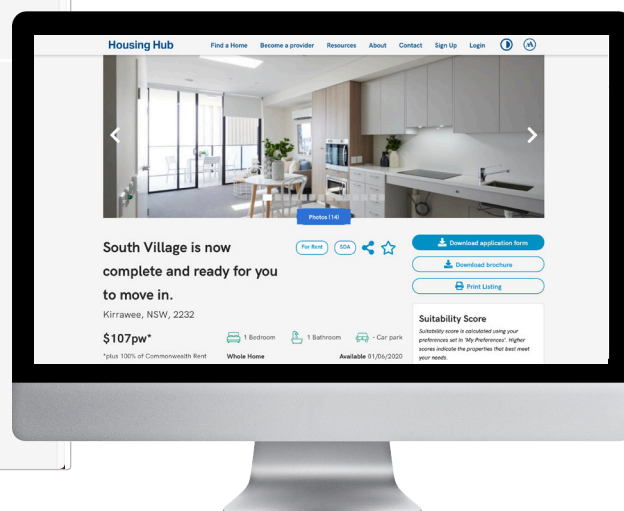 Housing Hub
Find a Home Become a provider Resources About Contact Sign Up Login
Photos (14)
South Village is now
complete and ready for you
to move in.
For Rent SDA
Kirrawee, NSW, 2232
$107pw*
*plus 100% of Commonwealth Rent
1 Bedroom 1 Bathroom - Car park
Whole Home Available 01/06/2020
Download application form
Download brochure
Print Listing
Suitability Score
Suitability score is calculated using your
preferences set in 'My Preferences'. Higher
scores indicate the properties that best meet
your needs.